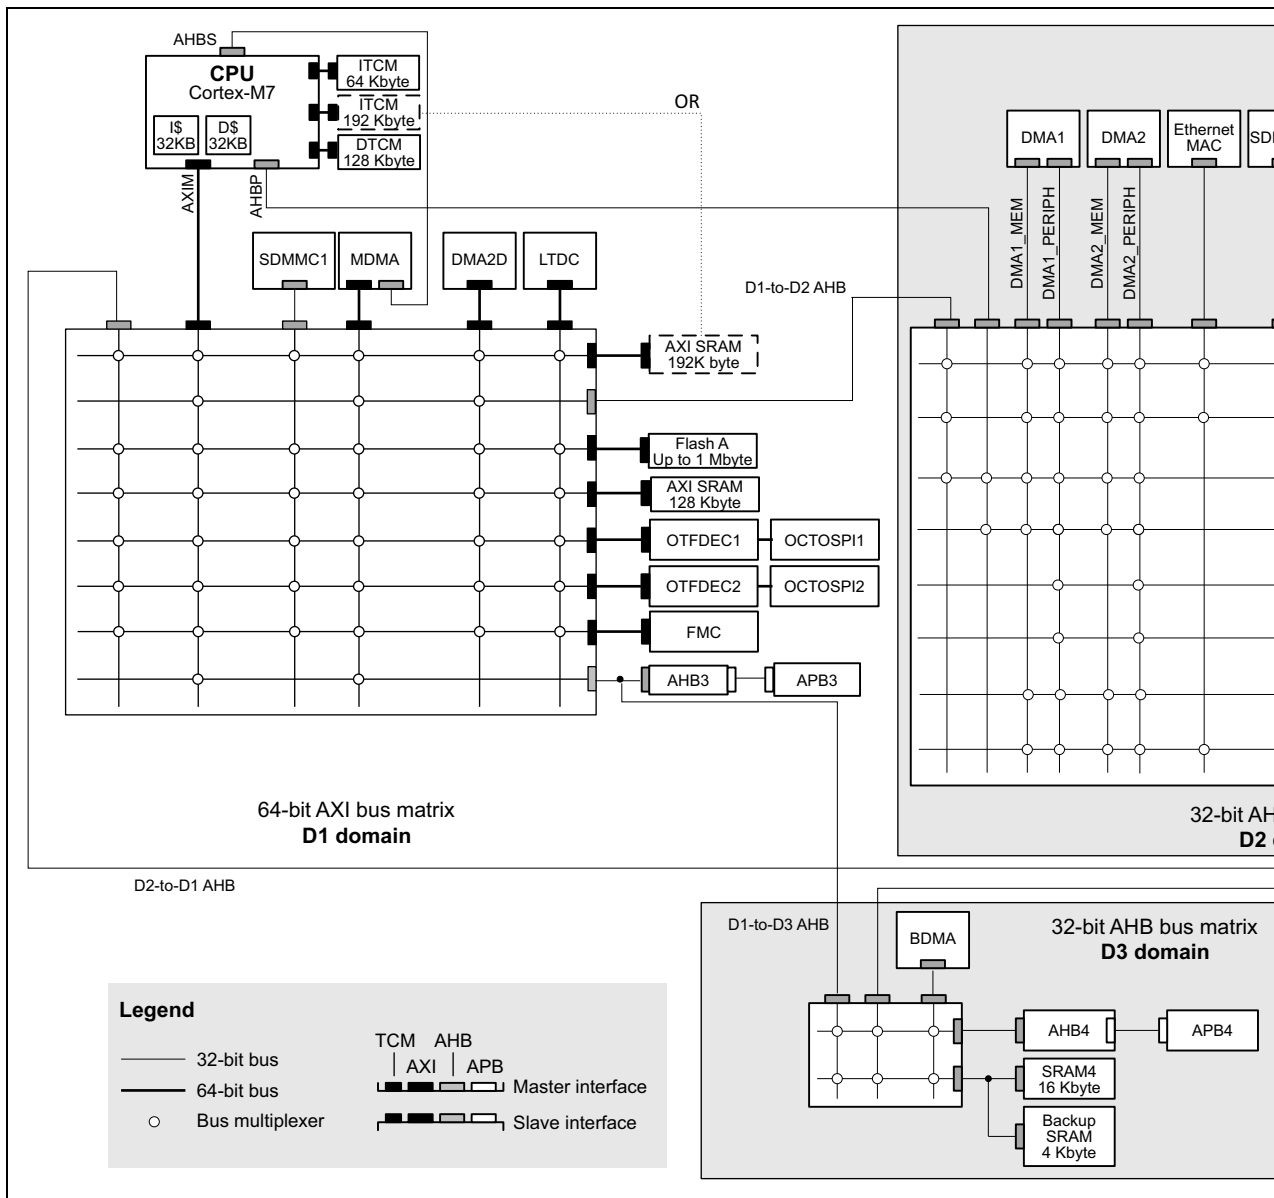 AHBS
CPU
Cortex-M7
I$
32KB
D$
32KB
ITCM
64 Kbyte
ITCM
192 Kbyte
DTCM
128 Kbyte
OR
AXIM
AHBP
SDMMC1
MDMA
DMA2D
LTDC
DMA1
DMA2
Ethernet
MAC
DMA1_MEM
DMA1_PERIPH
DMA2_MEM
DMA2_PERIPH
D1-to-D2 AHB
AXI SRAM
192K byte
Flash A
Up to 1 Mbyte
AXI SRAM
128 Kbyte
OTFDEC1
OCTOSPI1
OTFDEC2
OCTOSPI2
FMC
AHB3
APB3
64-bit AXI bus matrix
D1 domain
32-bit
D2
D2-to-D1 AHB
D1-to-D3 AHB
BDMA
32-bit AHB bus matrix
D3 domain
AHB4
APB4
SRAM4
16 Kbyte
Backup
SRAM
4 Kbyte
Legend
32-bit bus
64-bit bus
Bus multiplexer
TCM AHB
AXI APB
Master interface
Slave interface